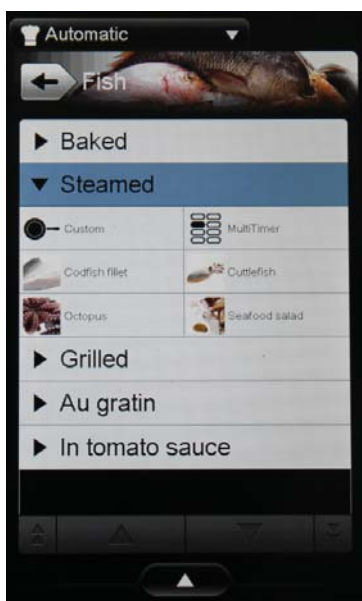 Automatic
Fish
Baked
Steamed
Custom
MultiTimer
Codfish fillet
Cuttlefish
Octopus
Seafood salad
Grilled
Au gratin
In tomato sauce